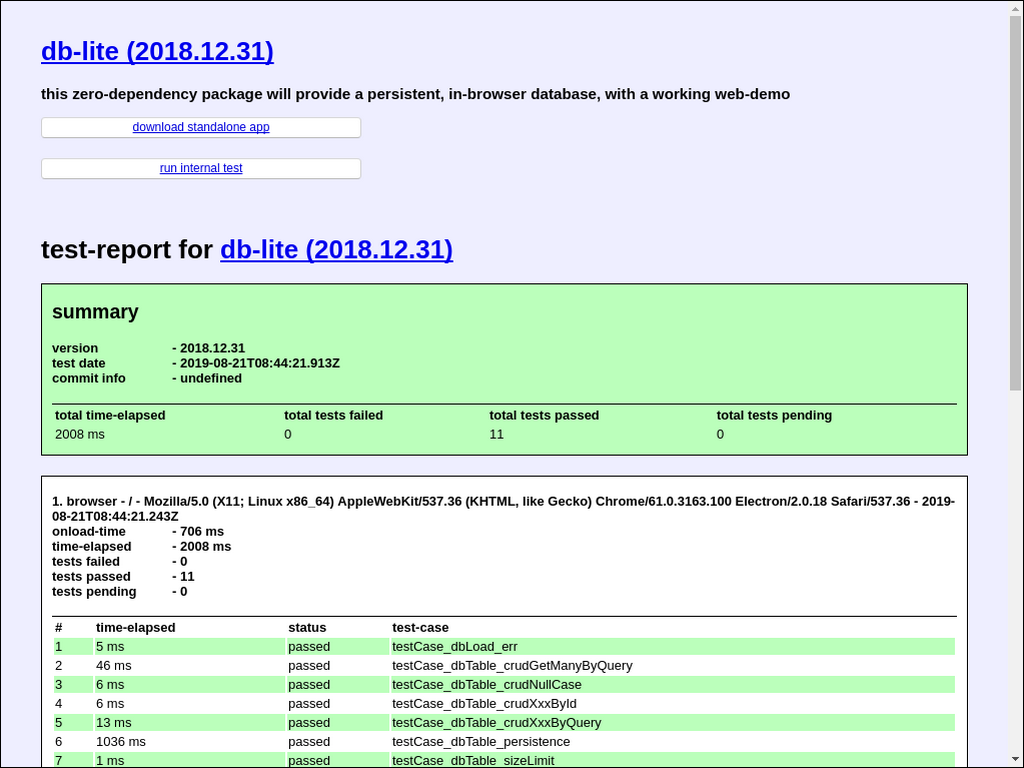 db-lite (2018.12.31)
this zero-dependency package will provide a persistent, in-browser database, with a working web-demo
download standalone app
run internal test
test-report for db-lite (2018.12.31)
summary
version - 2018.12.31
test date - 2019-08-21T08:44:21.913Z
commit info - undefined
total time-elapsed total tests failed total tests passed total tests pending
2008 ms 0 11 0
1. browser - / - Mozilla/5.0 (X11; Linux x86_64) AppleWebKit/537.36 (KHTML, like Gecko) Chrome/61.0.3163.100 Electron/2.0.18 Safari/537.36 - 2019-
08-21T08:44:21.243Z
onload-time - 706 ms
time-elapsed - 2008 ms
tests failed - 0
tests passed - 11
tests pending - 0
# time-elapsed status test-case
1 5 ms passed testCase_dbLoad_err
2 46 ms passed testCase_dbTable_crudGetManyByQuery
3 6 ms passed testCase_dbTable_crudNullCase
4 6 ms passed testCase_dbTable_crudXxxById
5 13 ms passed testCase_dbTable_crudXxxByQuery
6 1036 ms passed testCase_dbTable_persistence
7 1 ms passed testCase_dbTable_sizeLimit